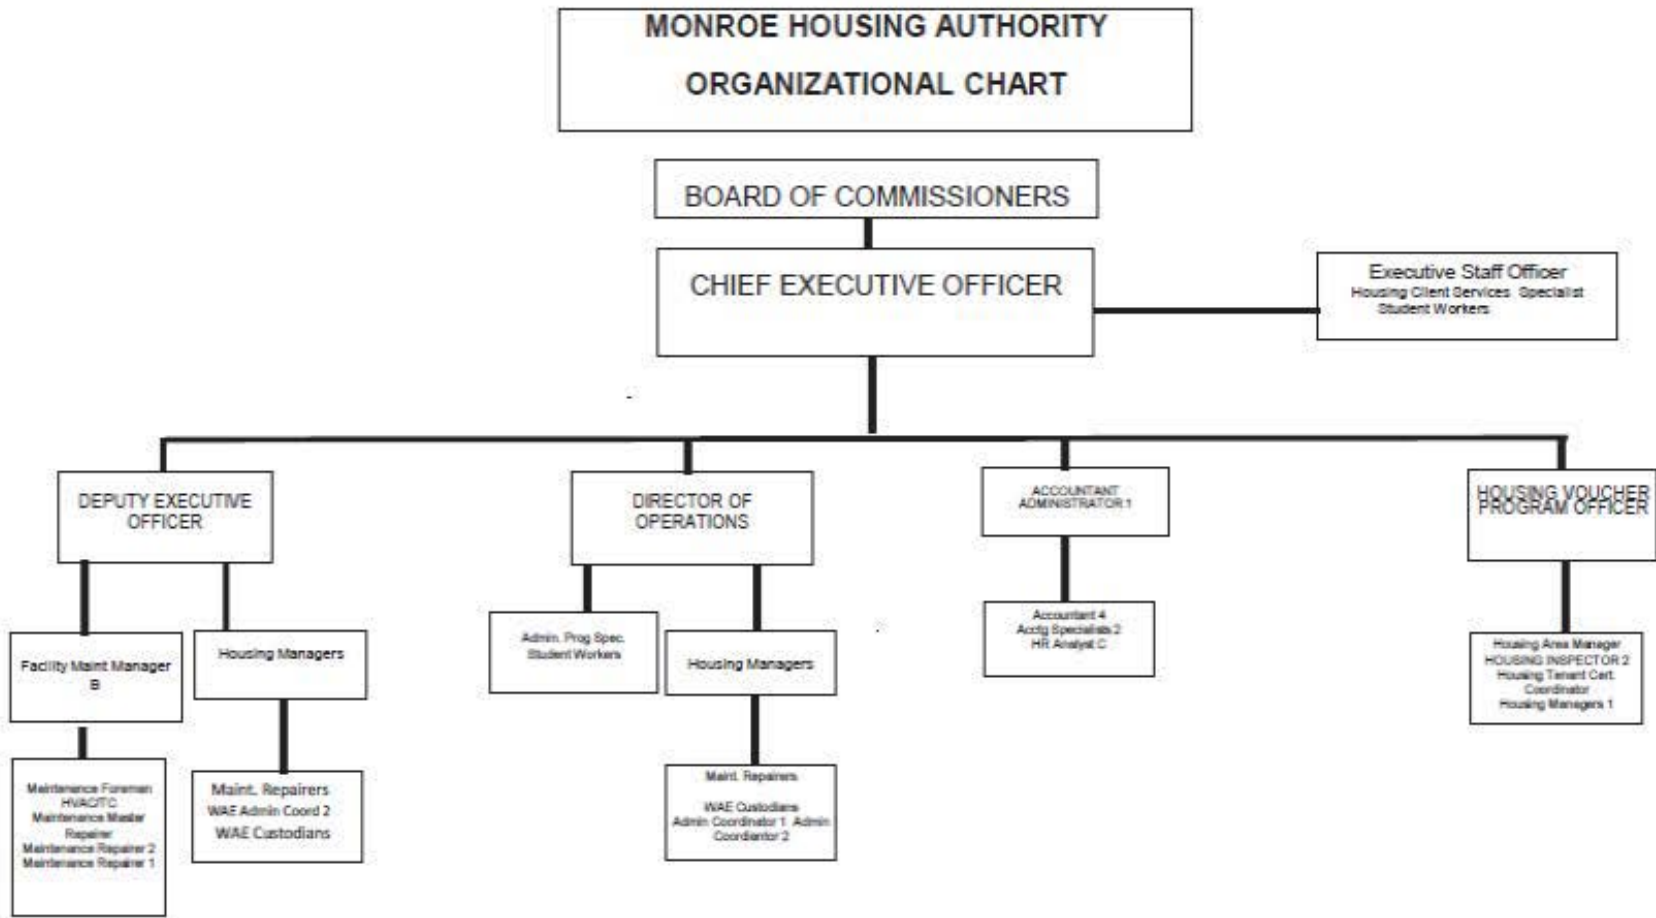 MONROE HOUSING AUTHORITY
ORGANIZATIONAL CHART
BOARD OF COMMISSIONERS
CHIEF EXECUTIVE OFFICER
Executive Staff Officer
Housing Client Services Specialist
Student Workers
DEPUTY EXECUTIVE
OFFICER
DIRECTOR OF
OPERATIONS
ACCOUNTANT
ADMINISTRATOR 1
HOUSING VOUCHER
PROGRAM OFFICER
Facility Maint Manager
B
Housing Managers
Admin. Prog Spec.
Student Workers
Housing Managers
Accountant 4
Acctg Specialists 2
HR Analyst C
Housing Area Manager
HOUSING INSPECTOR 2
Housing Tenant Cert.
Coordinator
Housing Managers 1
Maintenance Foreman
HVAC/TC
Maintenance Master
Repairer
Maintenance Repairer 2
Maintenance Repairer 1
Maint. Repairers
WAE Admin Coord 2
WAE Custodians
Maint. Repairers
WAE Custodians
Admin Coordinator 1 Admin
Coordientor 2